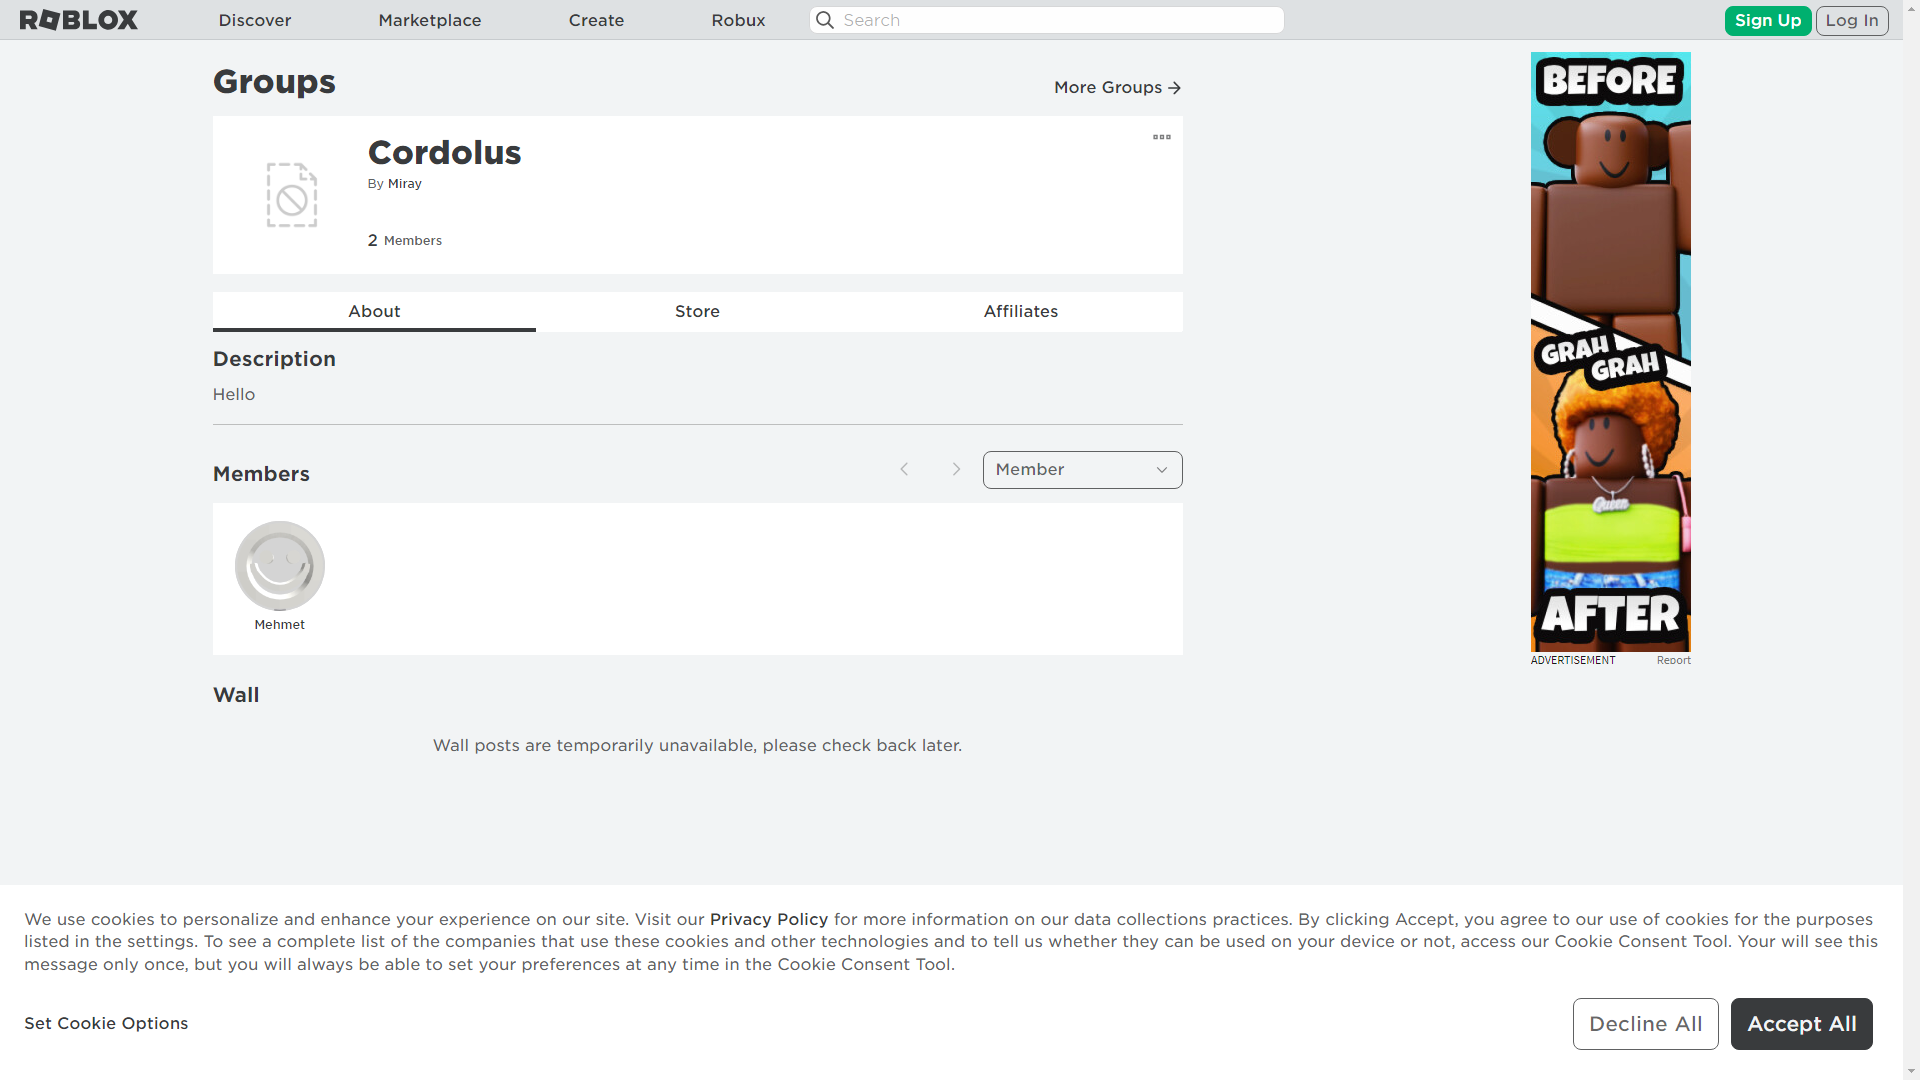 ROBLOX
Discover
Marketplace
Create
Robux
Search
Sign Up
Log In
Groups
More Groups
Cordolus
By Miray
2 Members
About
Store
Affiliates
Description
Hello
Members
Member
Mehmet
Wall
Wall posts are temporarily unavailable, please check back later.
BEFORE
GRAH
GRAH
Queen
AFTER
ADVERTISEMENT
Report
We use cookies to personalize and enhance your experience on our site. Visit our Privacy Policy for more information on our data collections practices. By clicking Accept, you agree to our use of cookies for the purposes
listed in the settings. To see a complete list of the companies that use these cookies and other technologies and to tell us whether they can be used on your device or not, access our Cookie Consent Tool. Your will see this
message only once, but you will always be able to set your preferences at any time in the Cookie Consent Tool.
Set Cookie Options
Decline All
Accept All